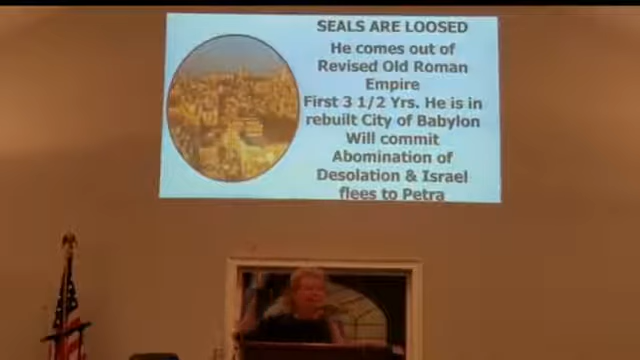 SEALS ARE LOOSED
He comes out of
Revised Old Roman
Empire
First 3 1/2 Yrs. He is in
rebuilt City of Babylon
Will commit
Abomination of
Desolation & Israel
flees to Petra